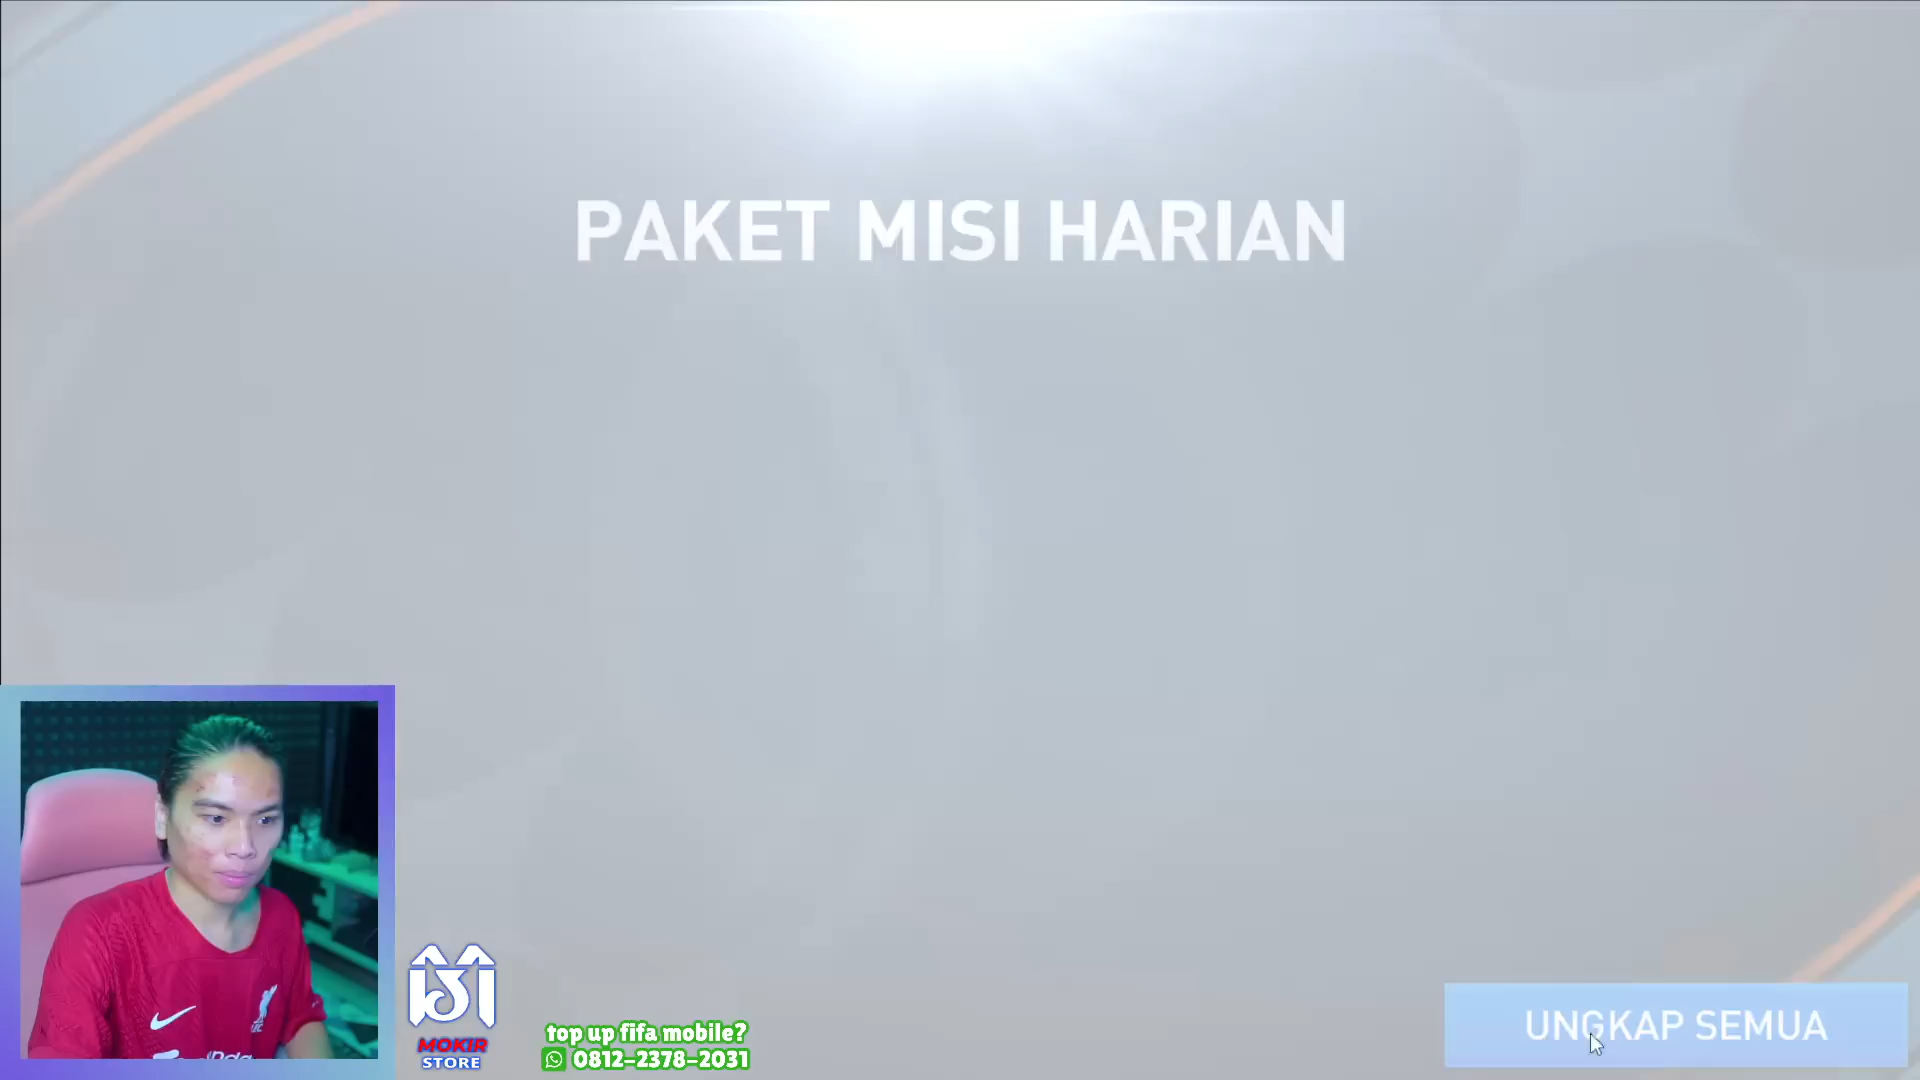 PAKET MISI HARIAN
MOKIR
STORE
top up fifa mobile?
0812-2378-2031
UNGKAP SEMUA